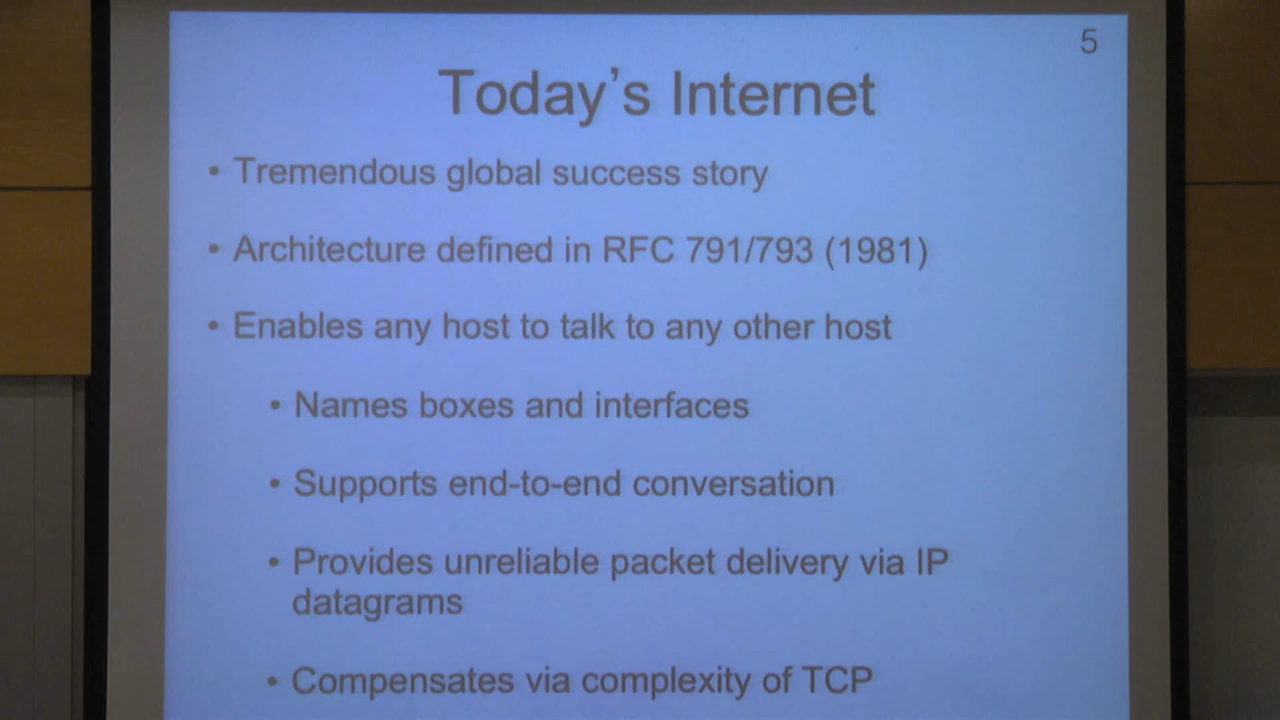 5
Today's Internet
• Tremendous global success story
• Architecture defined in RFC 791/793 (1981)
• Enables any host to talk to any other host
• Names boxes and interfaces
• Supports end-to-end conversation
• Provides unreliable packet delivery via IP
datagrams
• Compensates via complexity of TCP